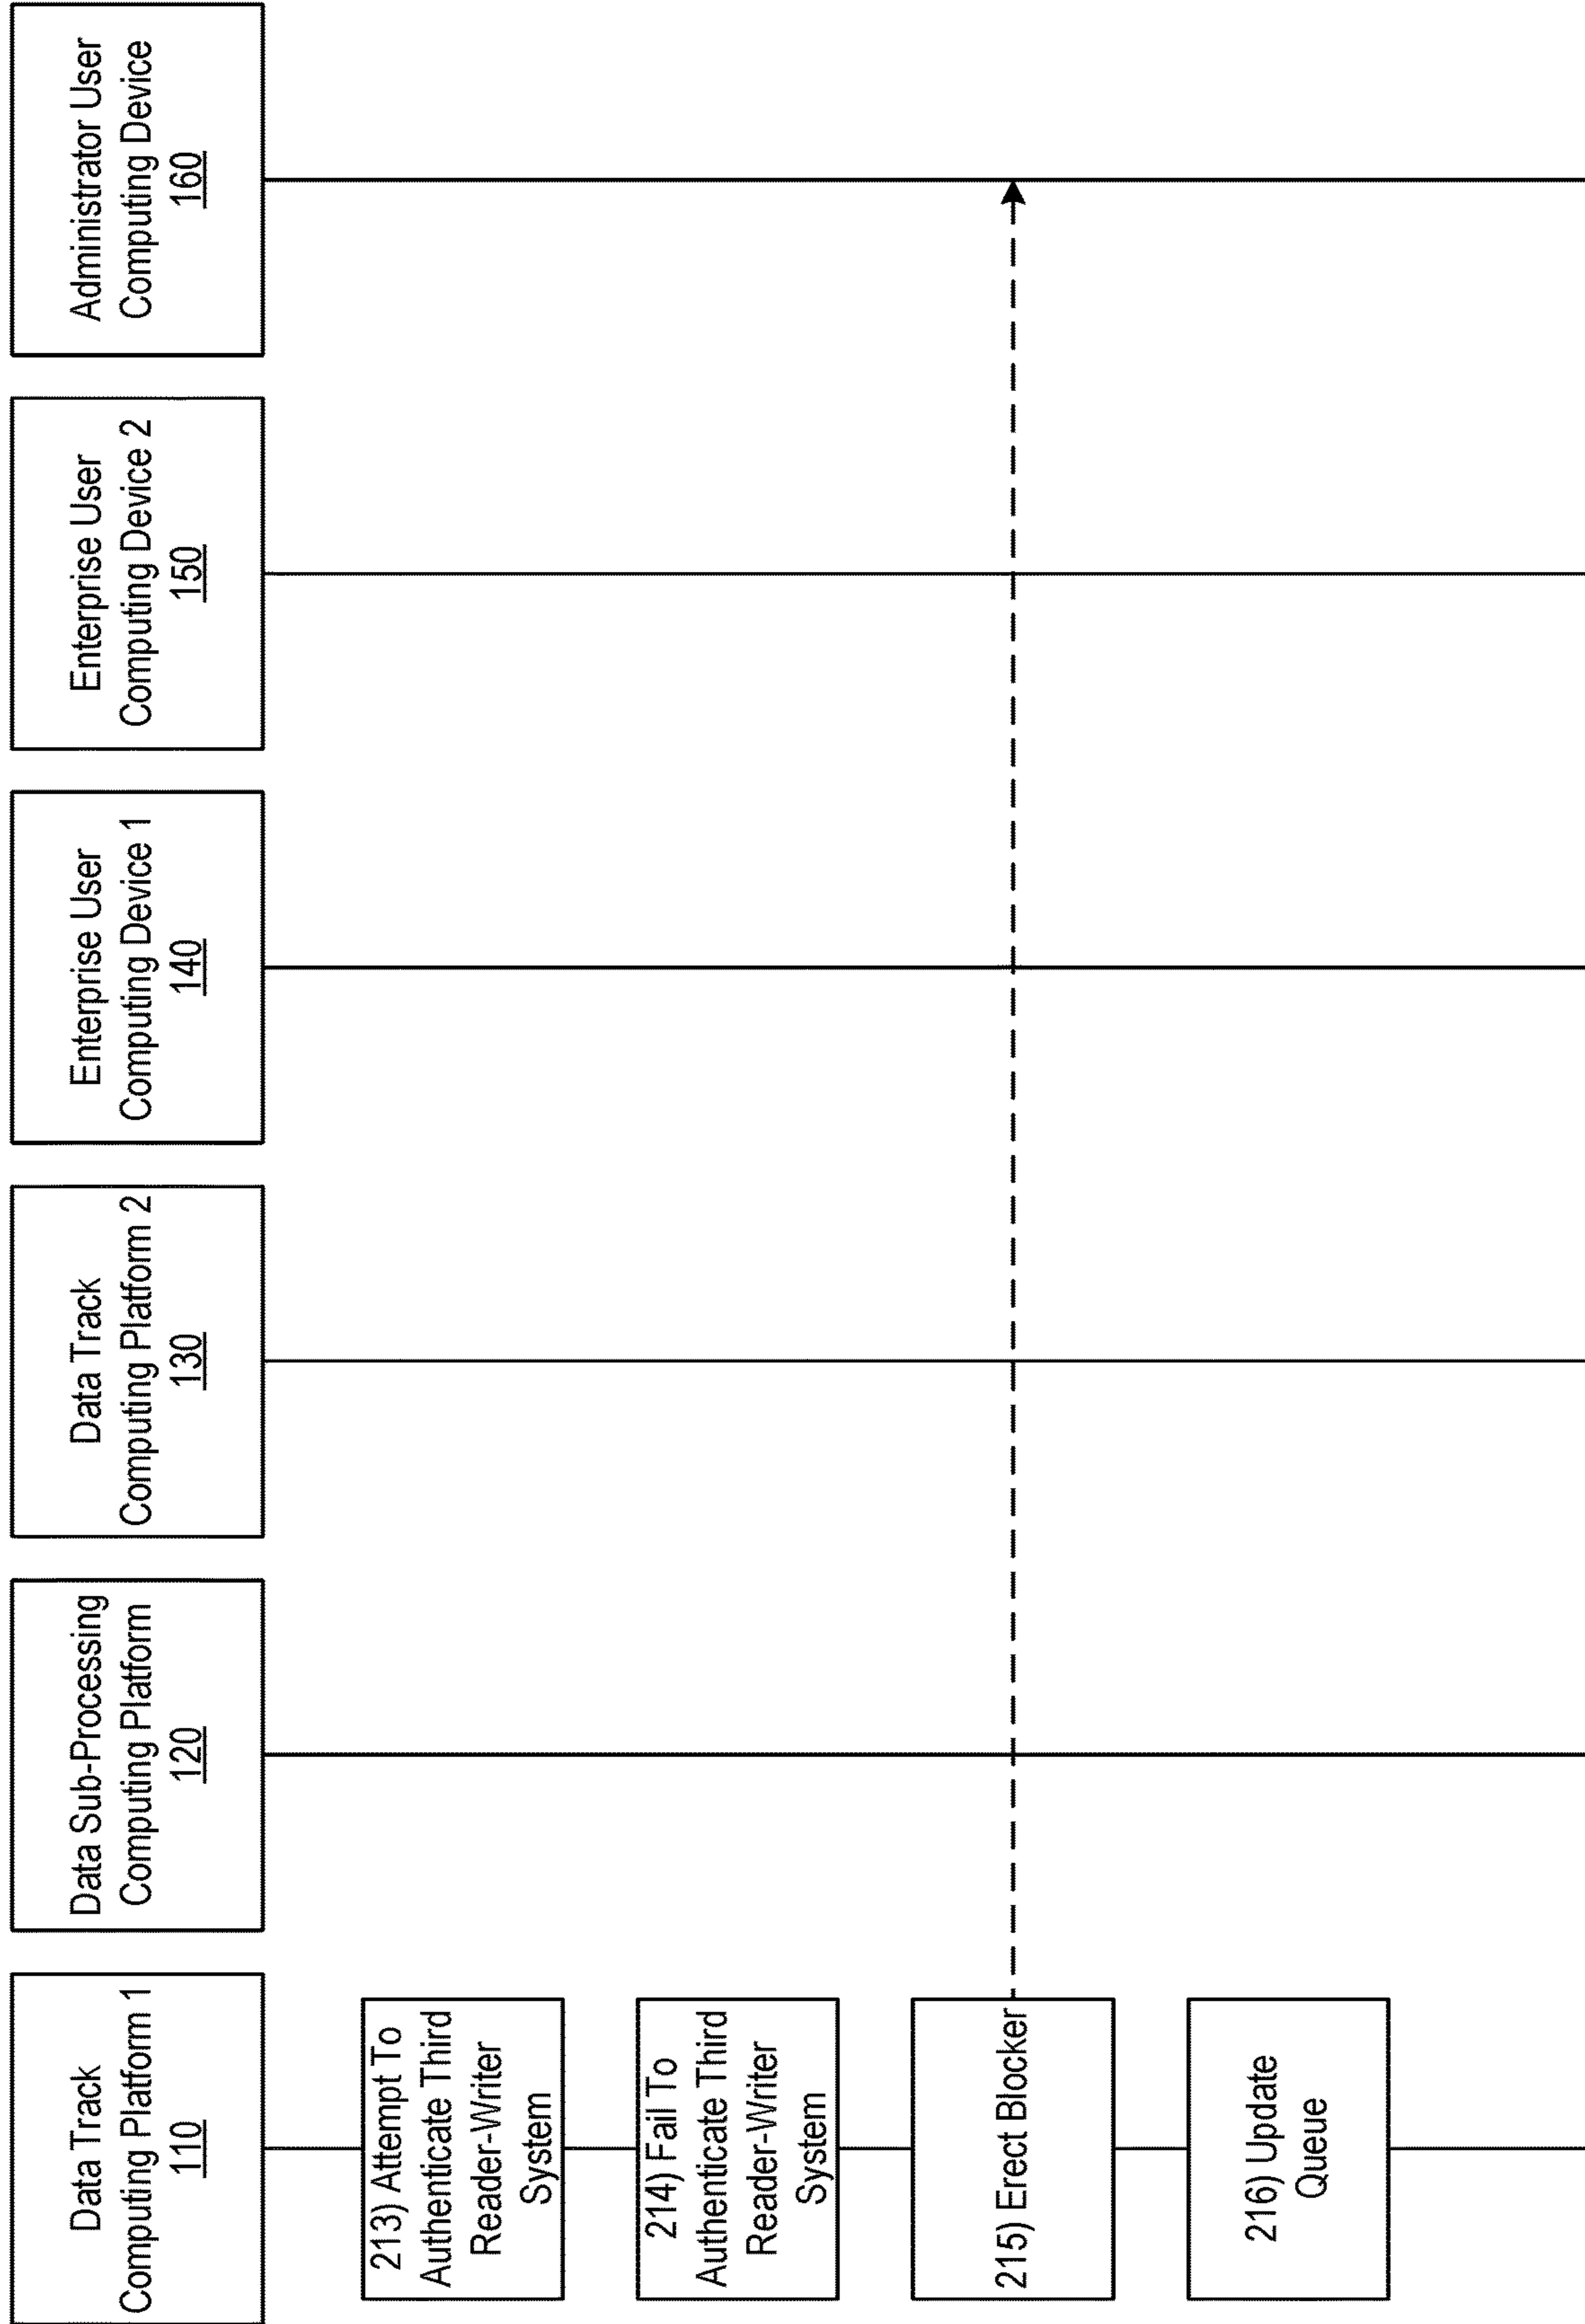 Data Track
Computing Platform 1
110
Data Sub-Processing
Computing Platform
120
Data Track
Computing Platform 2
130
Enterprise User
Computing Device 1
140
Enterprise User
Computing Device 2
150
Administrator User
Computing Device
160
213) Attempt To
Authenticate Third
Reader-Writer
System
214) Fail To
Authenticate Third
Reader-Writer
System
215) Erect Blocker
216) Update
Queue